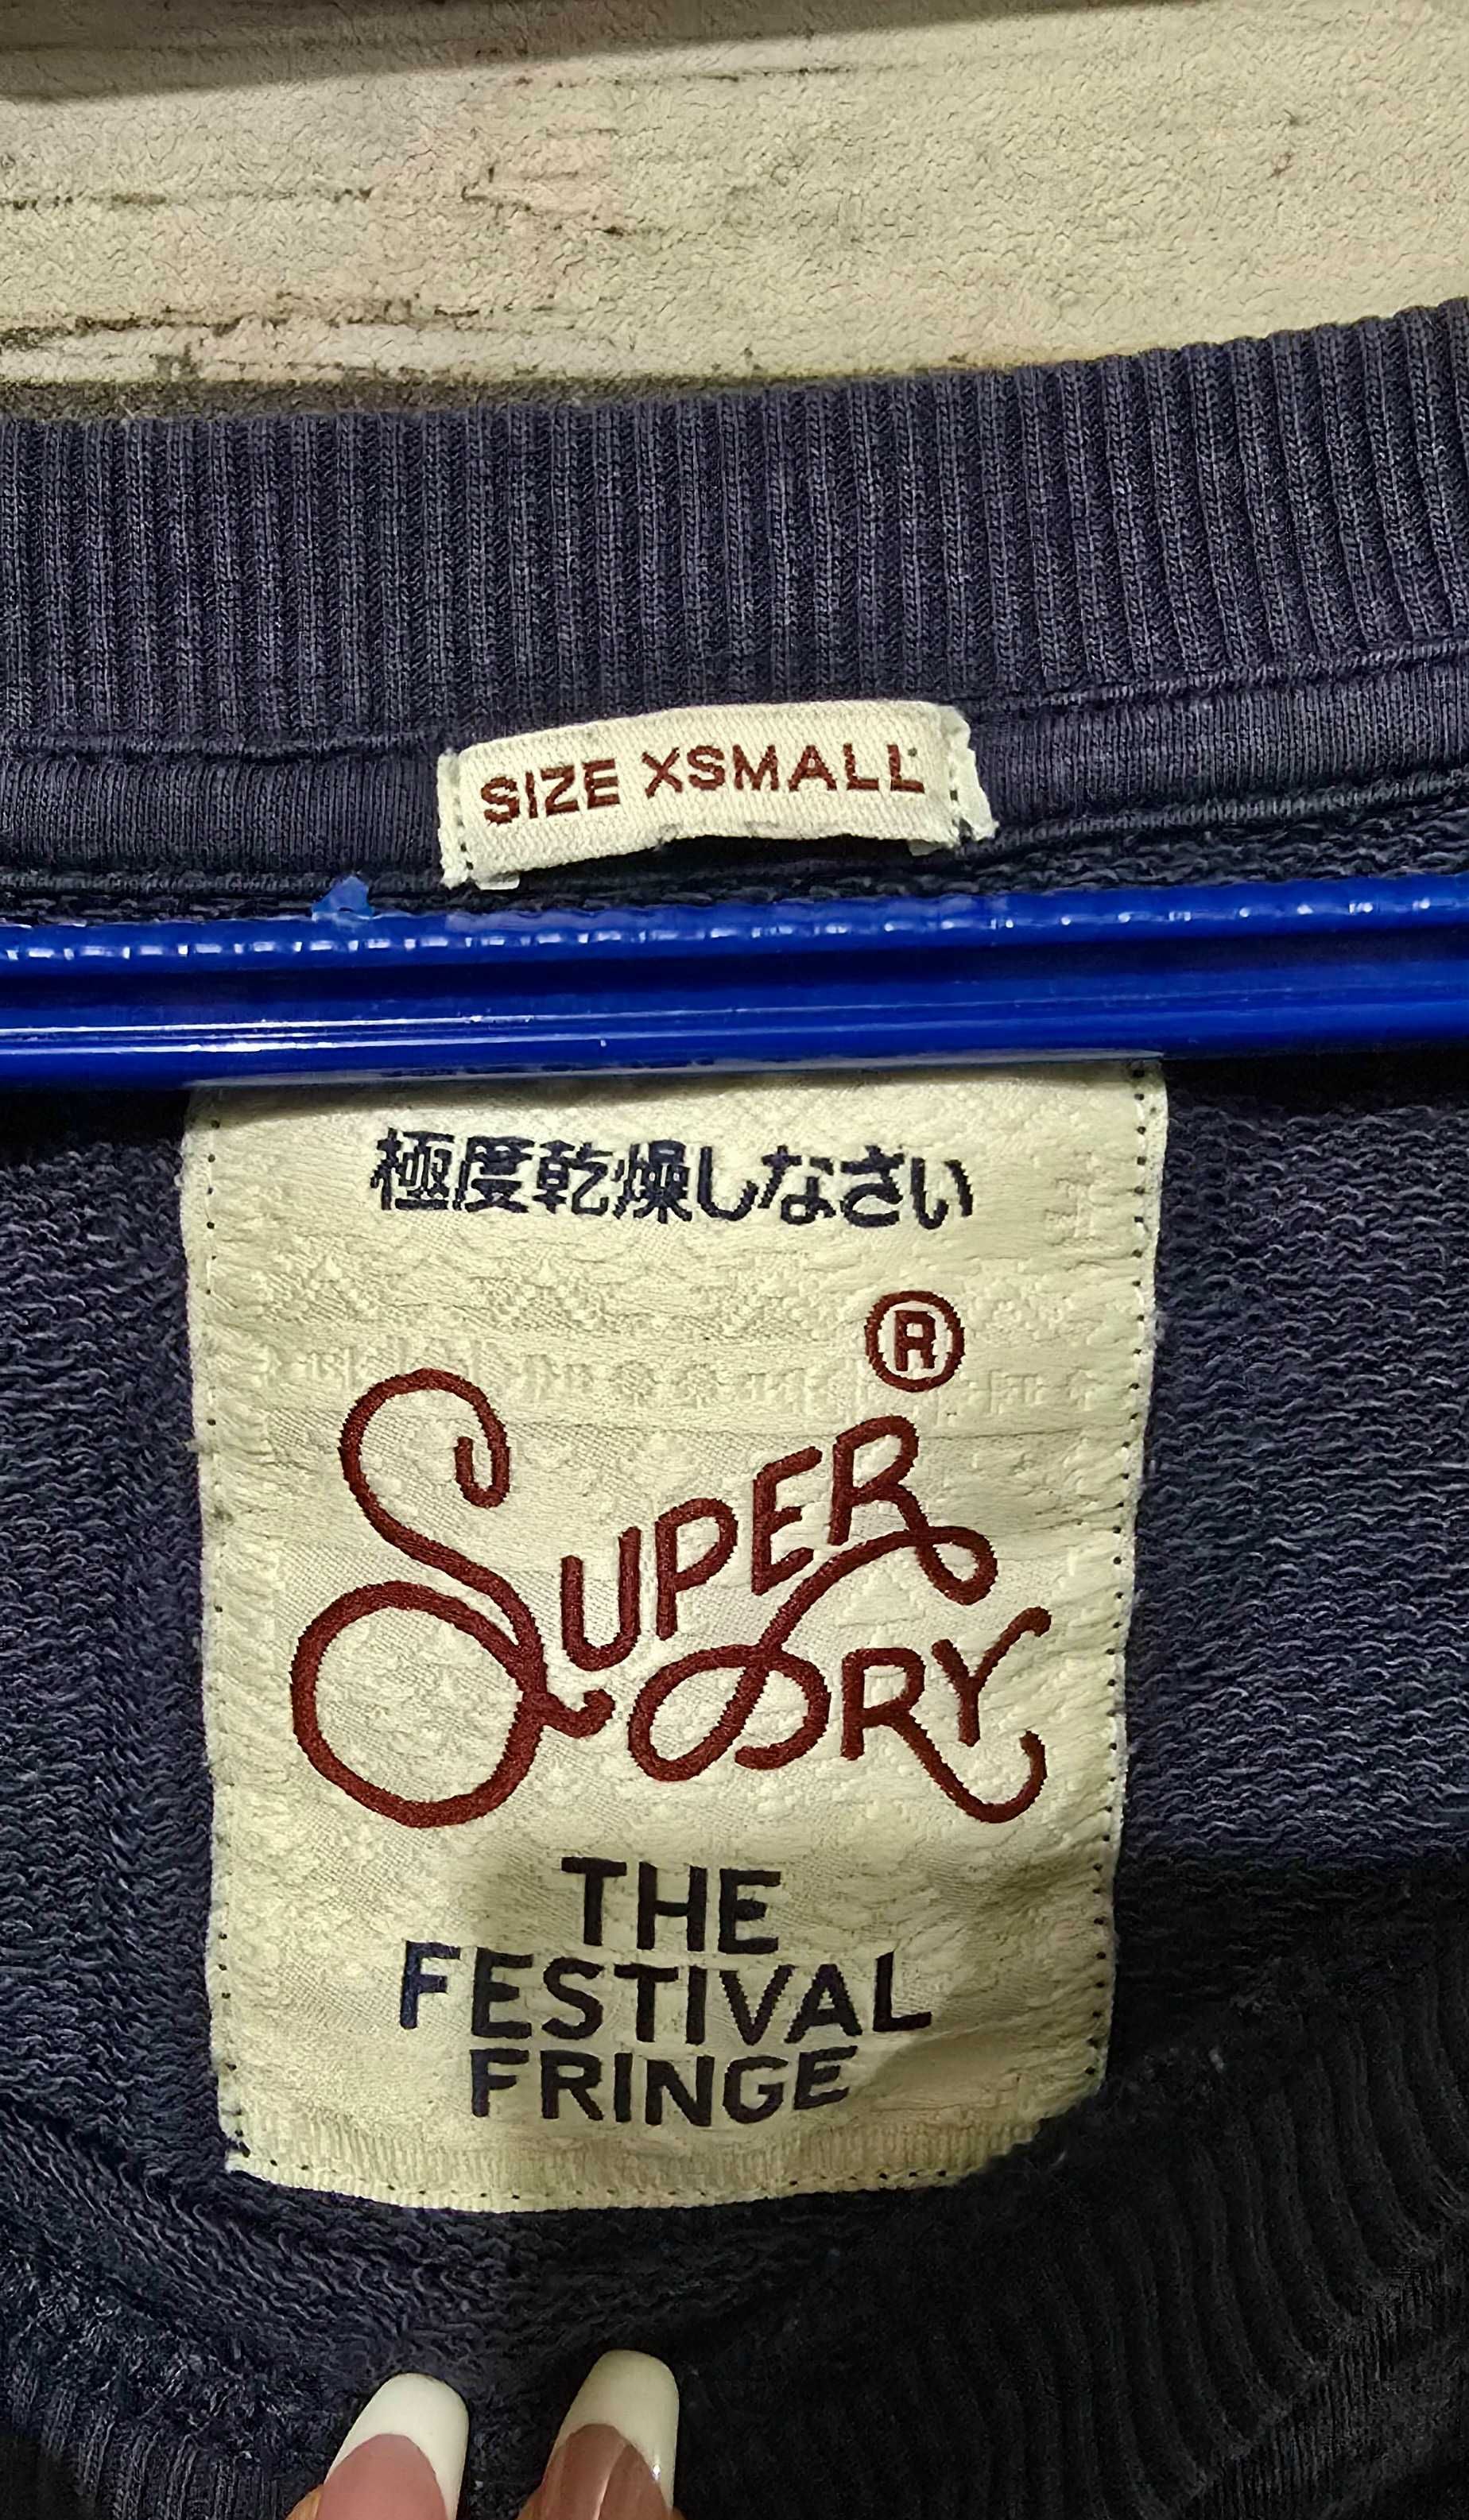 SIZE XSMALL
極度乾燥しなさい
®
SUPER
DRY
THE
FESTIVAL
FRINGE